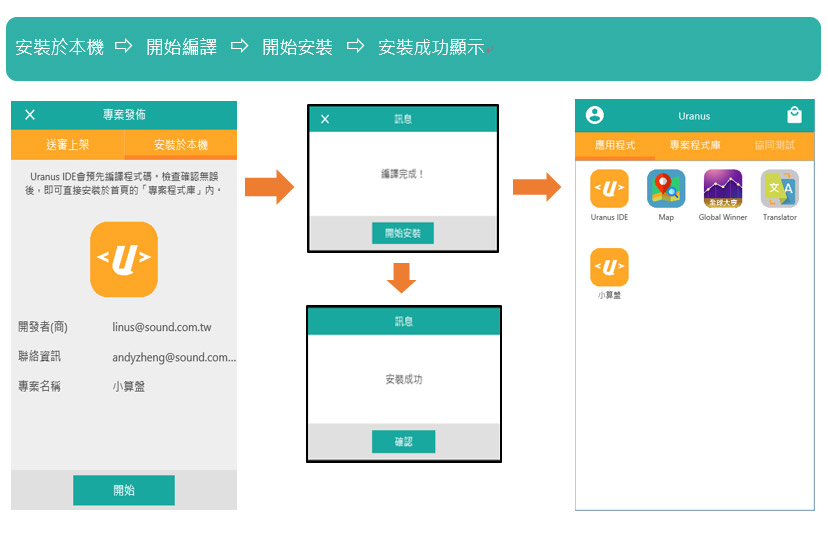 安裝於本機 ⇨ 開始編譯 ⇨ 開始安裝 ⇨ 安裝成功顯示
X 專案發佈
送審上架 安裝於本機
Uranus IDE會預先編譯程式碼。檢查確認無誤
後，即可直接安裝於首頁的「專案程式庫」內。
<U>
開發者(商) linus@sound.com.tw
聯絡資訊 andyzheng@sound.com...
專案名稱 小算盤
開始
X 訊息
編譯完成！
開始安裝
訊息
安裝成功
確認
Uranus
應用程式 專案程式庫 協同測試
<U> 全球大亨 文 A
Uranus IDE Map Global Winner Translator
<U>
小算盤